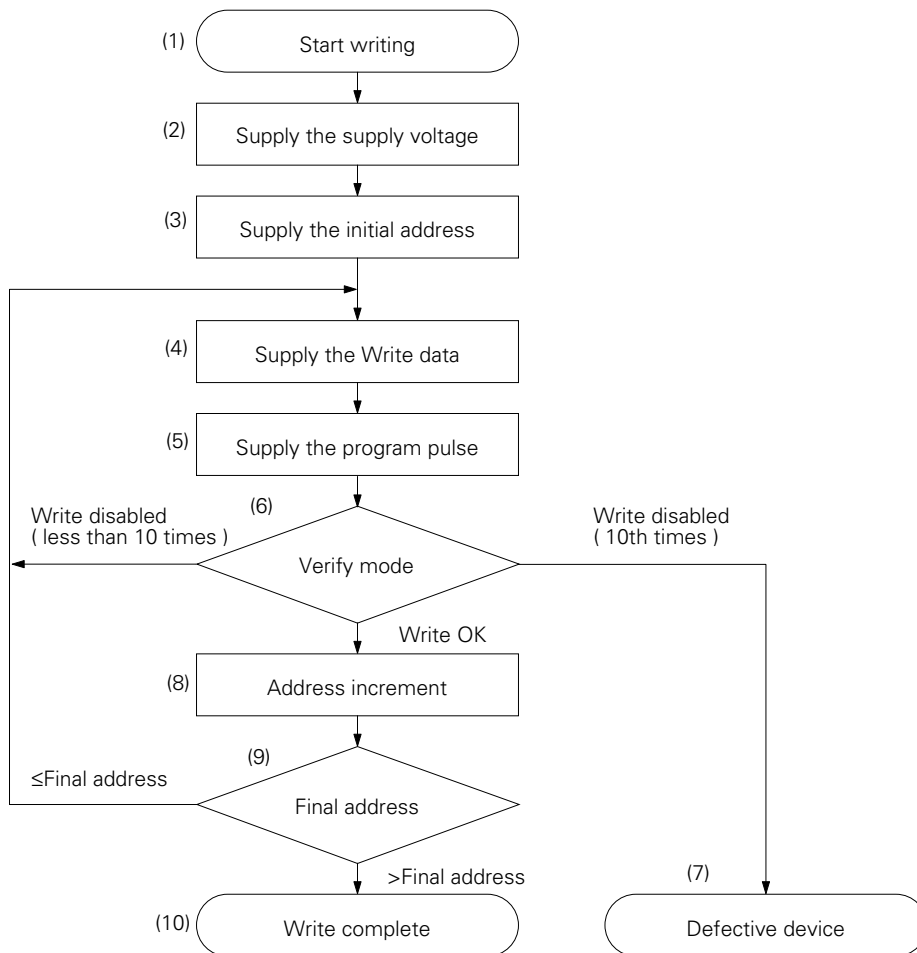 (1)
Start writing
(2)
Supply the supply voltage
(3)
Supply the initial address
(4)
Supply the Write data
(5)
Supply the program pulse
(6)
Write disabled
( less than 10 times )
Write disabled
( 10th times )
Verify mode
Write OK
(8)
Address increment
(9)
≤Final address
Final address
>Final address
(7)
(10)
Write complete
Defective device